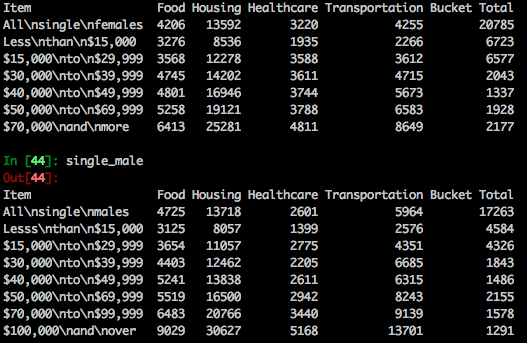 Item Food Housing Healthcare Transportation Bucket Total
All\nsingle\nfemales 4206 13592 3220 4255 20785
Less\nthan\n$15,000 3276 8536 1935 2266 6723
$15,000\nto\n$29,999 3568 12278 3588 3612 6577
$30,000\nto\n$39,999 4745 14202 3611 4715 2043
$40,000\nto\n$49,999 4801 16946 3744 5673 1337
$50,000\nto\n$69,999 5258 19121 3788 6583 1928
$70,000\nand\nmore 6413 25281 4811 8649 2177
In [44]: single_male
Out[44]:
Item Food Housing Healthcare Transportation Bucket Total
All\nsingle\nmales 4725 13718 2601 5964 17263
Lesss\nthan\n$15,000 3125 8057 1399 2576 4584
$15,000\nto\n$29,999 3654 11057 2775 4351 4326
$30,000\nto\n$39,999 4403 12462 2205 6685 1843
$40,000\nto\n$49,999 5241 13838 2611 6315 1486
$50,000\nto\n$69,999 5519 16500 2942 8243 2155
$70,000\nto\n$99,999 6483 20766 3440 9139 1578
$100,000\nand\nover 9029 30627 5168 13701 1291